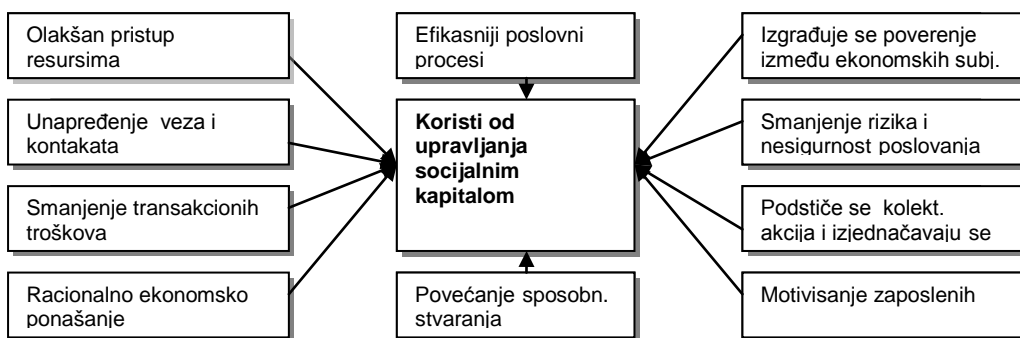 Olakšan pristup
resursima
Unapređenje veza i
kontakata
Smanjenje transakcionih
troškova
Racionalno ekonomsko
ponašanje
Efikasniji poslovni
procesi
Koristi od
upravljanja
socijalnim
kapitalom
Povećanje sposobn.
stvaranja
Izgrađuje se poverenje
između ekonomskih subj.
Smanjenje rizika i
nesigurnost poslovanja
Podstiče se kolekt.
akcija i izjednačavaju se
Motivisanje zaposlenih